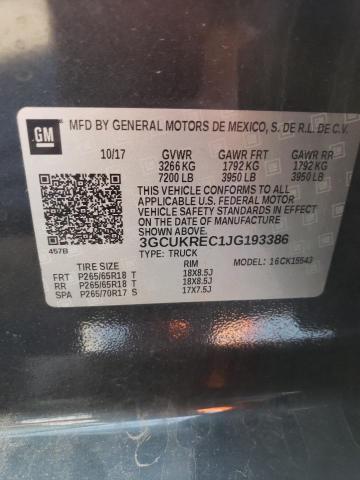 GM
MFD BY GENERAL MOTORS DE MEXICO, S. DE R.L. DE C.V.
10/17 GVWR GAWR FRT GAWR RR
3266 KG 1792 KG 1792 KG
7200 LB 3950 LB 3950 LB
THIS VEHICLE CONFORMS TO ALL APPLICABLE
U.S. FEDERAL MOTOR VEHICLE SAFETY
STANDARDS IN EFFECT ON THE DATE OF MANUFACTURE
SHOWN ABOVE.
3GCUKREC1JG193386
TYPE: TRUCK
457B
MODEL: 16CK15543
TIRE SIZE RIM
FRT P265/65R18 T 18X8.5J
RR P265/65R18 T 18X8.5J
SPA P265/70R17 S 17X7.5J